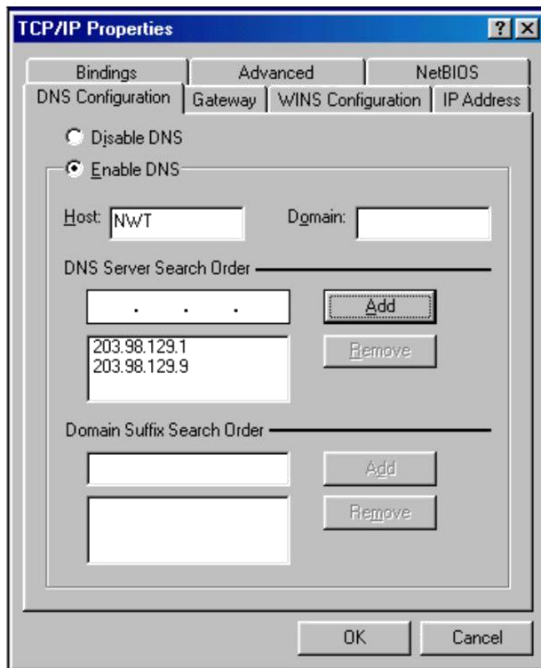 TCP/IP Properties
Bindings Advanced NetBIOS
DNS Configuration Gateway WINS Configuration IP Address
Disable DNS
Enable DNS
Host: NWT Domain:
DNS Server Search Order
. . . Add
203.98.129.1 Remove
203.98.129.9
Domain Suffix Search Order
Add
Remove
OK Cancel